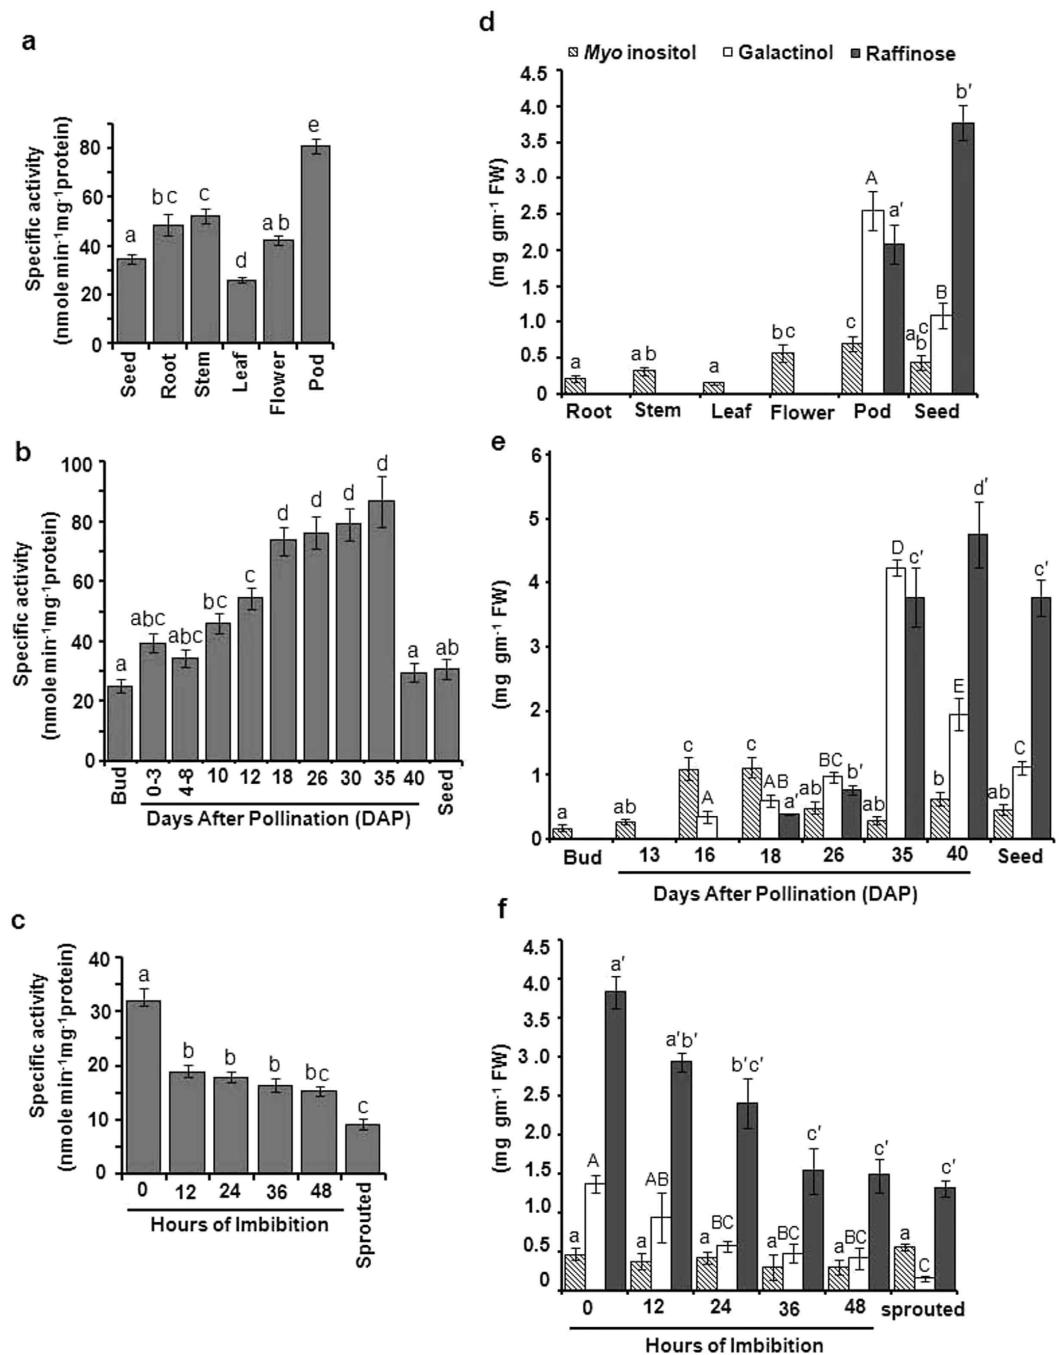 a
Specific activity
(nmole min-1mg-1protein)
80
60
40
20
0
a
bc
c
d
ab
e
Seed
Root
Stem
Leaf
Flower
Pod
b
Specific activity
(nmole min-1mg-1protein)
100
80
60
40
20
0
a
abc
abc
bc
c
d
d
d
d
a
ab
Bud
0-3
4-8
10
12
18
26
30
35
40
Seed
Days After Pollination (DAP)
c
Specific activity
(nmole min-1mg-1protein)
40
30
20
10
0
a
b
b
b
bc
c
0
12
24
36
48
Sprouted
Hours of Imbibition
d
Myo inositol
Galactinol
Raffinose
(mg gm-1 FW)
4.5
4.0
3.5
3.0
2.5
2.0
1.5
1.0
0.5
0
a
ab
a
bc
c
A
a'
a,c
b
B
b'
Root
Stem
Leaf
Flower
Pod
Seed
e
(mg gm-1 FW)
6
5
4
3
2
1
0
a
ab
c
A
c
AB
a'
ab
BC
b'
ab
D
c'
b
E
d'
ab
C
c'
Bud
13
16
18
26
35
40
Seed
Days After Pollination (DAP)
f
(mg gm-1 FW)
4.5
4.0
3.5
3.0
2.5
2.0
1.5
1.0
0.5
0
a
A
a'
a
AB
a'b'
a
BC
b'c'
a
BC
c'
a
BC
c'
a
C
c'
0
12
24
36
48
sprouted
Hours of Imbibition